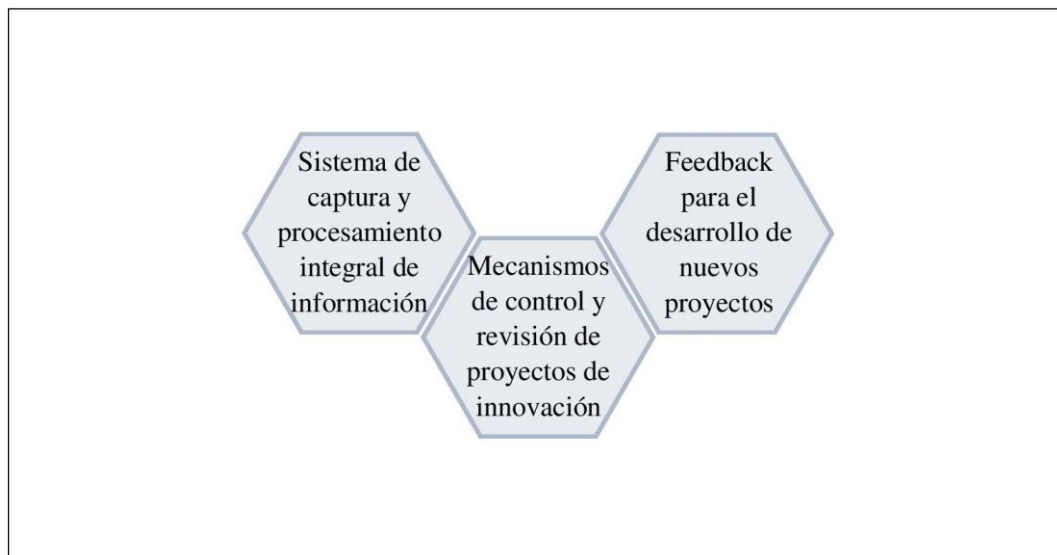 Sistema de
captura y
procesamiento
integral de
información
Mecanismos
de control y
revisión de
proyectos de
innovación
Feedback
para el
desarrollo de
nuevos
proyectos